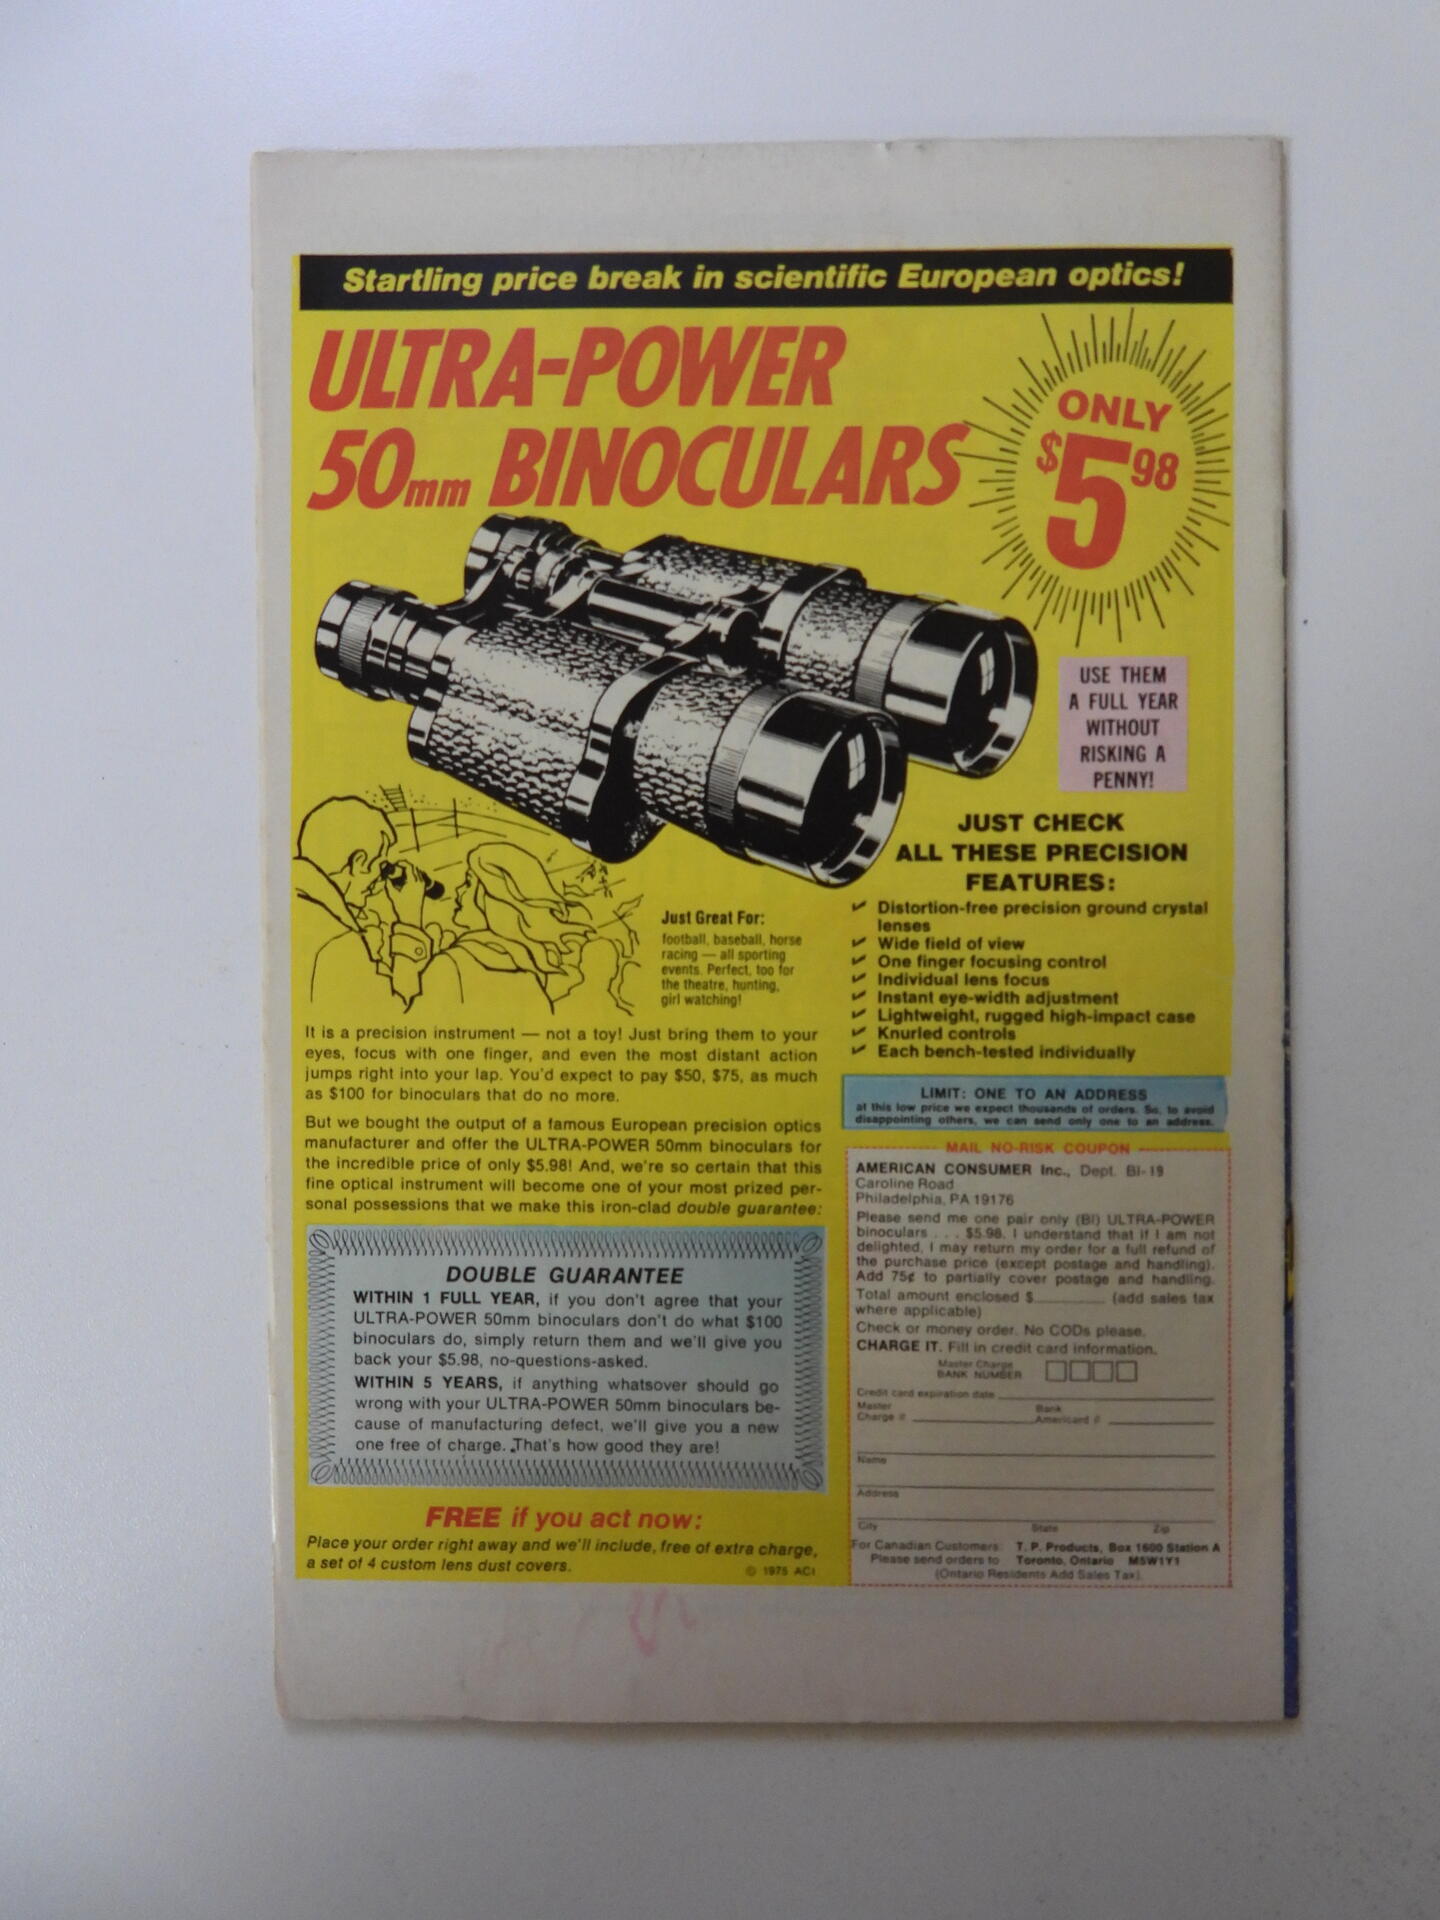 Startling price break in scientific European optics!
ULTRA-POWER
50mm BINOCULARS
ONLY
$5 98
USE THEM
A FULL YEAR
WITHOUT
RISKING A
PENNY!
JUST CHECK
ALL THESE PRECISION
FEATURES:
✓ Distortion-free precision ground crystal
lenses
✓ Wide field of view
✓ One finger focusing control
✓ Individual lens focus
✓ Instant eye-width adjustment
✓ Lightweight, rugged high-impact case
✓ Knurled controls
✓ Each bench-tested individually
Just Great For:
football, baseball, horse
racing — all sporting
events. Perfect, too for
the theatre, hunting,
girl watching!
It is a precision instrument — not a toy! Just bring them to your
eyes, focus with one finger, and even the most distant action
jumps right into your lap. You'd expect to pay $50, $75, as much
as $100 for binoculars that do no more.
But we bought the output of a famous European precision optics
manufacturer and offer the ULTRA-POWER 50mm binoculars for
the incredible price of only $5.98! And, we're so certain that this
fine optical instrument will become one of your most prized per-
sonal possessions that we make this iron-clad double guarantee:
DOUBLE GUARANTEE
WITHIN 1 FULL YEAR, if you don't agree that your
ULTRA-POWER 50mm binoculars don't do what $100
binoculars do, simply return them and we'll give you
back your $5.98, no-questions-asked.
WITHIN 5 YEARS, if anything whatsover should go
wrong with your ULTRA-POWER 50mm binoculars be-
cause of manufacturing defect, we'll give you a new
one free of charge. That's how good they are!
FREE if you act now:
Place your order right away and we'll include, free of extra charge,
a set of 4 custom lens dust covers.
© 1975 ACI
LIMIT: ONE TO AN ADDRESS
at this low price we expect thousands of orders. So, to avoid
disappointing others, we can send only one to an address.
MAIL NO-RISK COUPON
AMERICAN CONSUMER Inc., Dept. BI-19
Caroline Road
Philadelphia, PA 19176
Please send me one pair only (BI) ULTRA-POWER
binoculars . . . $5.98. I understand that if I am not
delighted, I may return my order for a full refund of
the purchase price (except postage and handling).
Add 75¢ to partially cover postage and handling.
Total amount enclosed $________ (add sales tax
where applicable)
Check or money order. No CODs please.
CHARGE IT. Fill in credit card information.
Master Charge
BANK NUMBER
Credit card expiration date
Master Bank
Charge # Americard #
Name
Address
City State Zip
For Canadian Customers: T. P. Products, Box 1600 Station A
Please send orders to Toronto, Ontario M5W1Y1
(Ontario Residents Add Sales Tax).